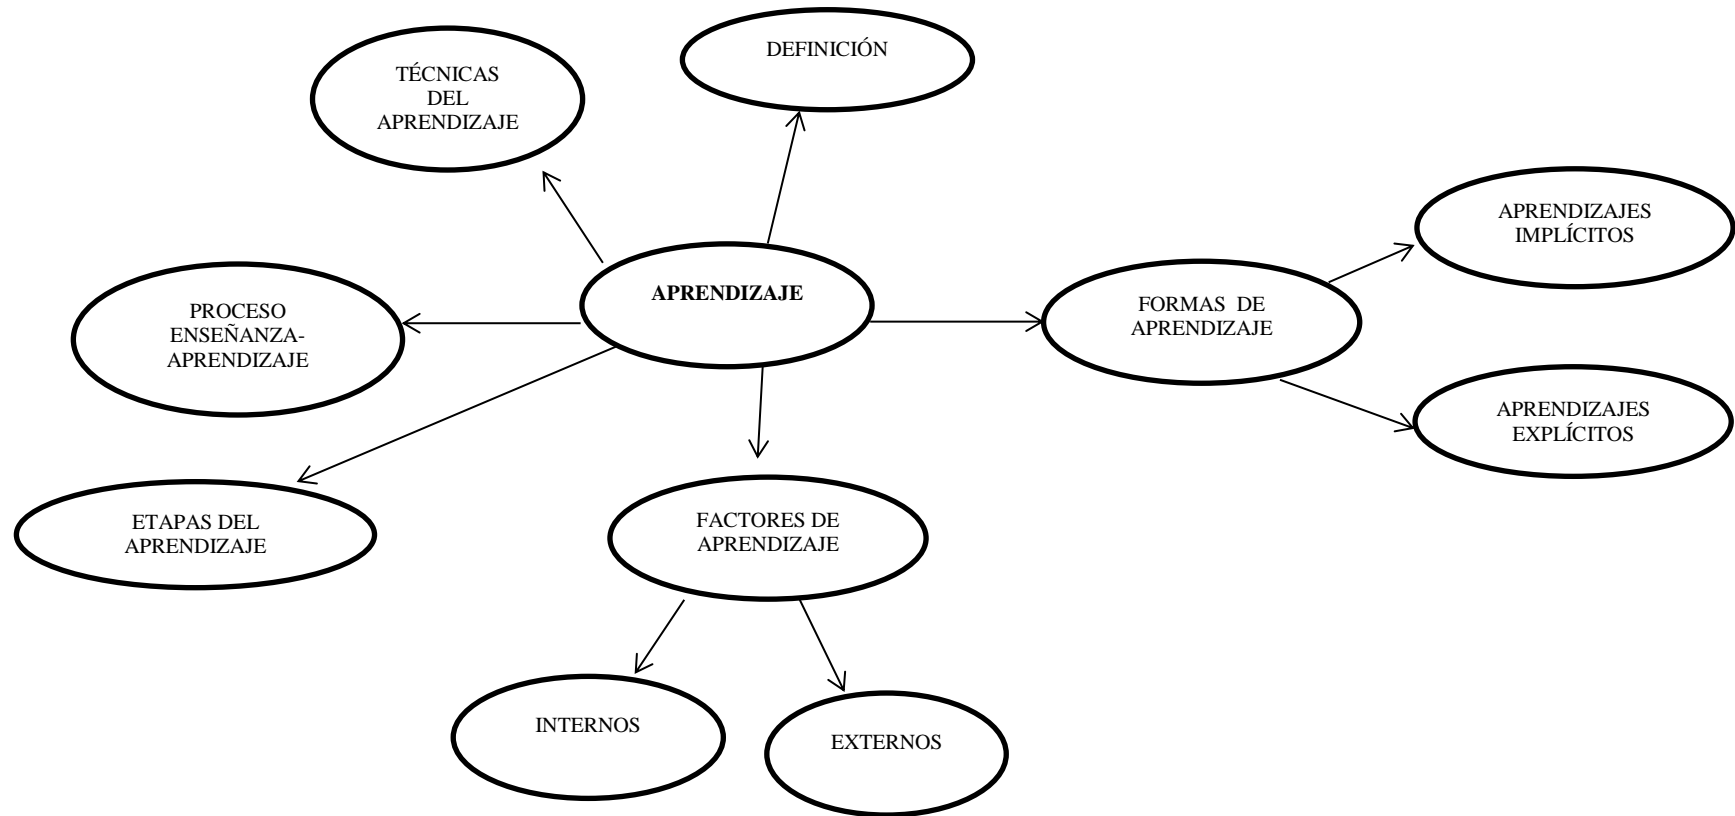 DEFINICIÓN
TÉCNICAS
DEL
APRENDIZAJE
APRENDIZAJES
IMPLÍCITOS
APRENDIZAJE
PROCESO
ENSEÑANZA-
APRENDIZAJE
FORMAS  DE
APRENDIZAJE
APRENDIZAJES
EXPLÍCITOS
ETAPAS DEL
APRENDIZAJE
FACTORES DE
APRENDIZAJE
INTERNOS
EXTERNOS